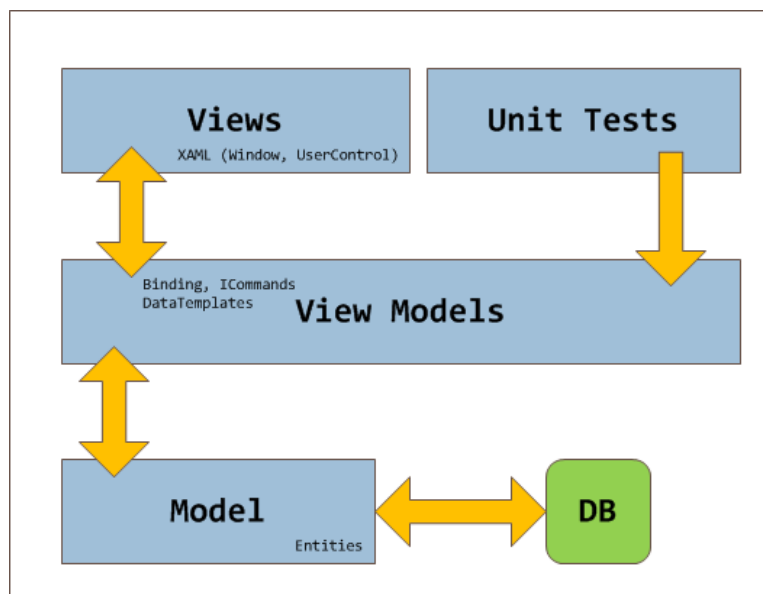 Views
XAML (Window, UserControl)
Unit Tests
Binding, ICommands
DataTemplates
View Models
Model
Entities
DB